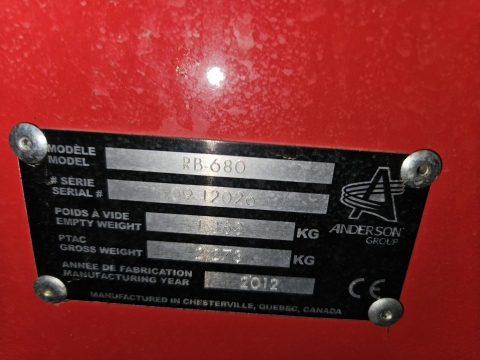 MODÈLE
MODEL
RB-680
# SÉRIE
SERIAL #
POIDS À VIDE
EMPTY WEIGHT
KG
PTAC
GROSS WEIGHT
KG
ANNÉE DE FABRICATION
MANUFACTURING YEAR
2012
ANDERSON
GROUP
CE
MANUFACTURED IN CHESTERVILLE, QUEBEC, CANADA